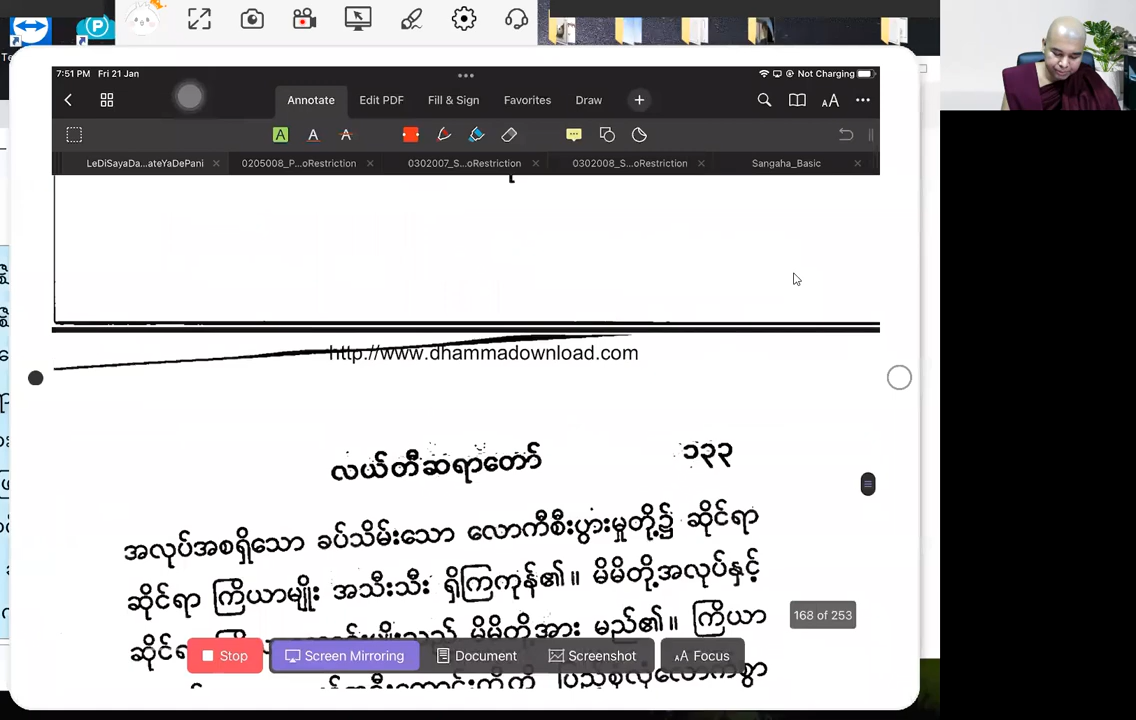 7:51 PM Fri 21 Jan
Not Charging
Annotate Edit PDF Fill & Sign Favorites Draw
LeDiSayaDa...ateYaDePani 0205008_P...oRestriction 0302007_S...oRestriction 0302008_S...oRestriction Sangaha_Basic
http://www.dhammadownload.com
လယ်တီဆရာတော် ၁၃၃
အလုပ်အစရှိသော ခပ်သိမ်းသော လောကီစီးပွားမှုတို့၌ ဆိုင်ရာ
ဆိုင်ရာ ကြိယာမျိုး အသီးသီး ရှိကြကုန်၏။ မိမိတို့အလုပ်နှင့်
မိမိတို့အား မည်၏။ ကြိယာ
168 of 253
Stop Screen Mirroring Document Screenshot Focus